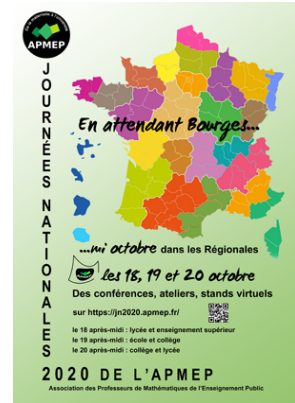 APMEP
JOURNÉES NATIONALES
En attendant Bourges...
...mi octobre dans les Régionales
les 18, 19 et 20 octobre
Des conférences, ateliers, stands virtuels
sur https://jn2020.apmep.fr/
le 18 après-midi : lycée et enseignement supérieur
le 19 après-midi : école et collège
le 20 après-midi : collège et lycée
2020 DE L'APMEP
Association des Professeurs de Mathématiques de l'Enseignement Public